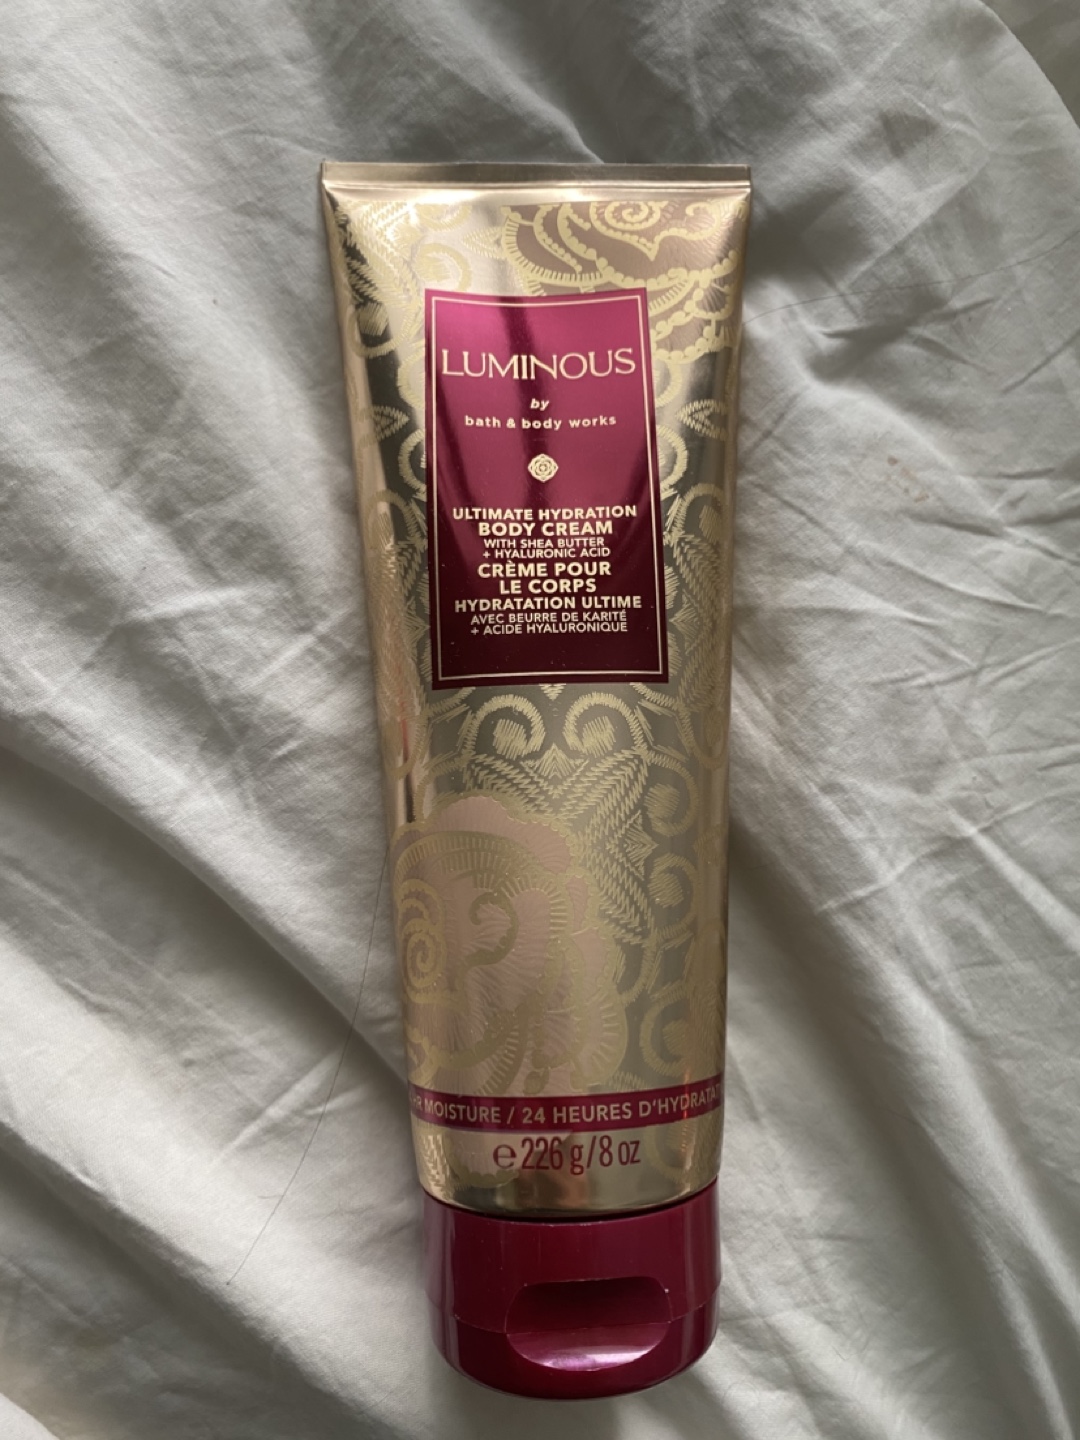 LUMINOUS
by
bath & body works
ULTIMATE HYDRATION
BODY CREAM
WITH SHEA BUTTER
+ HYALURONIC ACID
CRÈME POUR
LE CORPS
HYDRATATION ULTIME
AVEC BEURRE DE KARITÉ
+ ACIDE HYALURONIQUE
MOISTURE / 24 HEURES D'HYDRATAT
e 226 g/8 oz